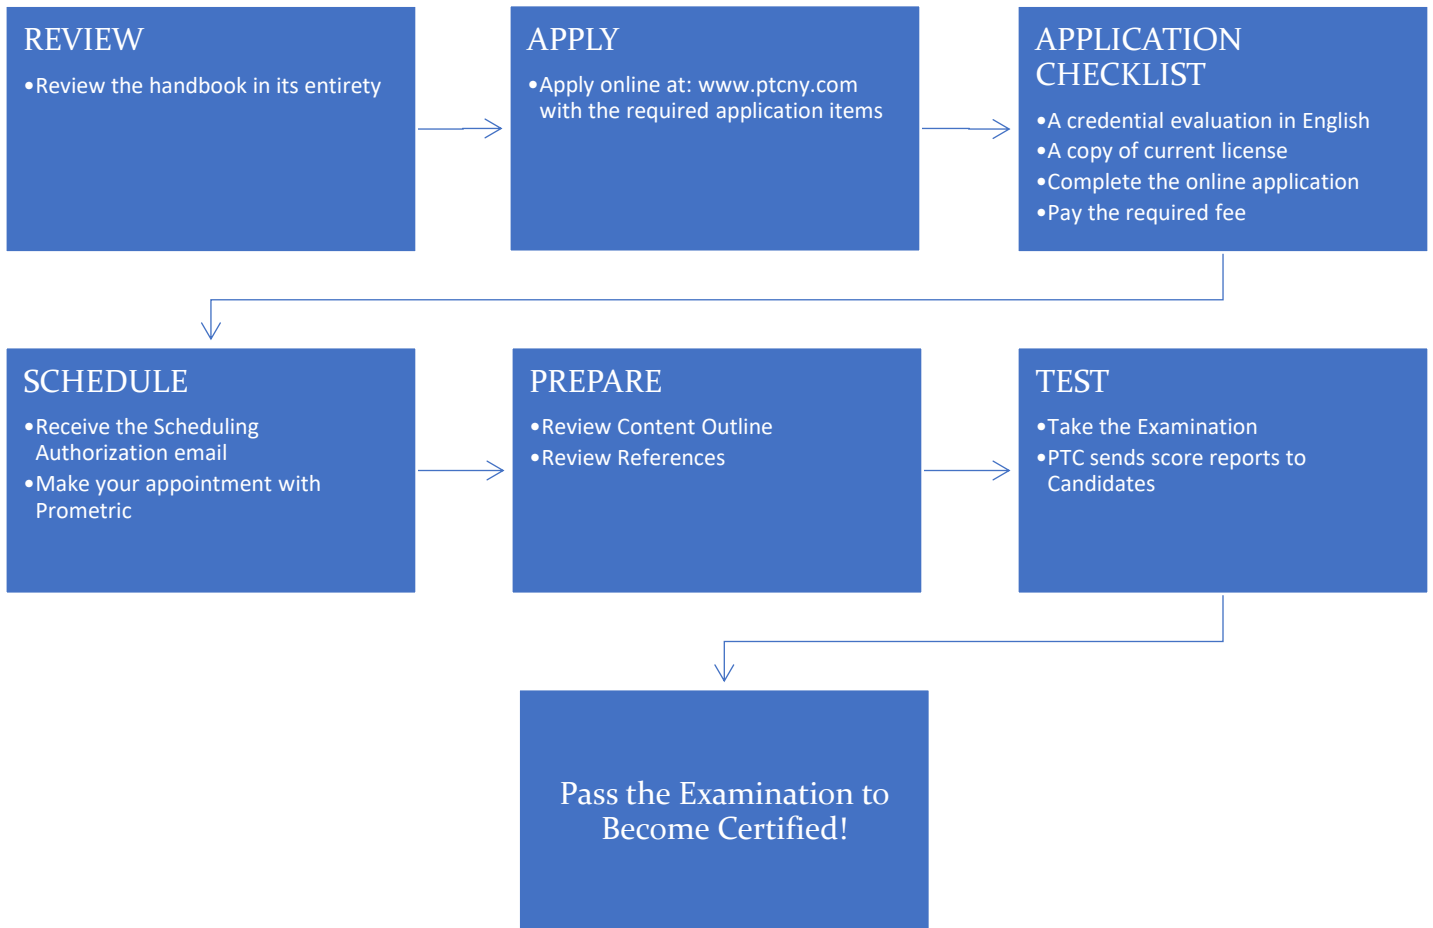 REVIEW
•Review the handbook in its entirety
APPLY
•Apply online at: www.ptcny.com
with the required application items
APPLICATION
CHECKLIST
•A credential evaluation in English
•A copy of current license
•Complete the online application
•Pay the required fee
SCHEDULE
•Receive the Scheduling
Authorization email
•Make your appointment with
Prometric
PREPARE
•Review Content Outline
•Review References
TEST
•Take the Examination
•PTC sends score reports to
Candidates
Pass the Examination to
Become Certified!